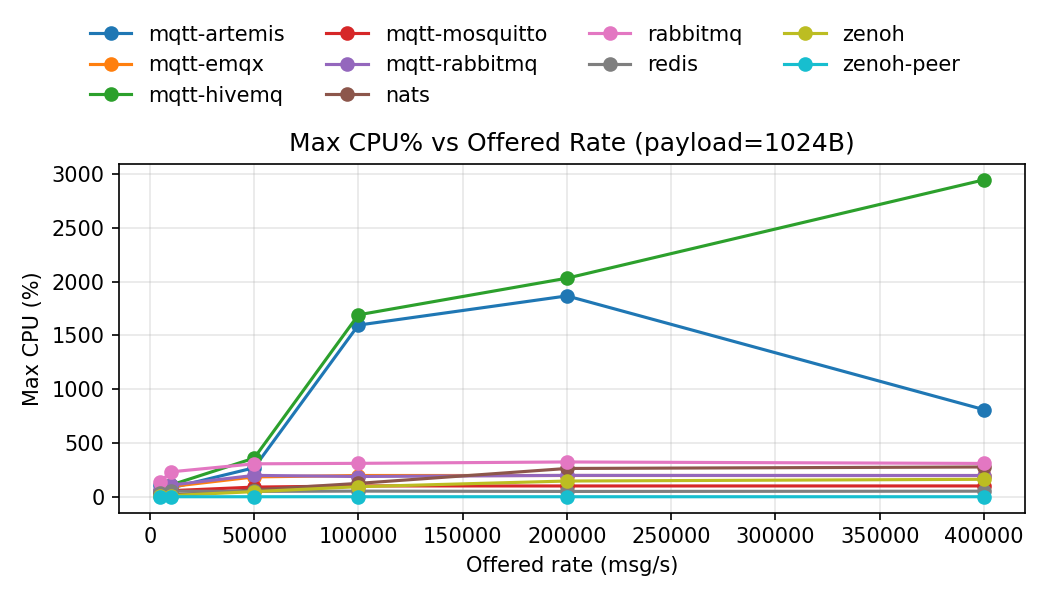 mqtt-artemis mqtt-mosquitto rabbitmq zenoh
mqtt-emqx mqtt-rabbitmq redis zenoh-peer
mqtt-hivemq nats
Max CPU% vs Offered Rate (payload=1024B)
3000
2500
2000
1500
1000
500
0
Max CPU (%)
0 50000 100000 150000 200000 250000 300000 350000 400000
Offered rate (msg/s)